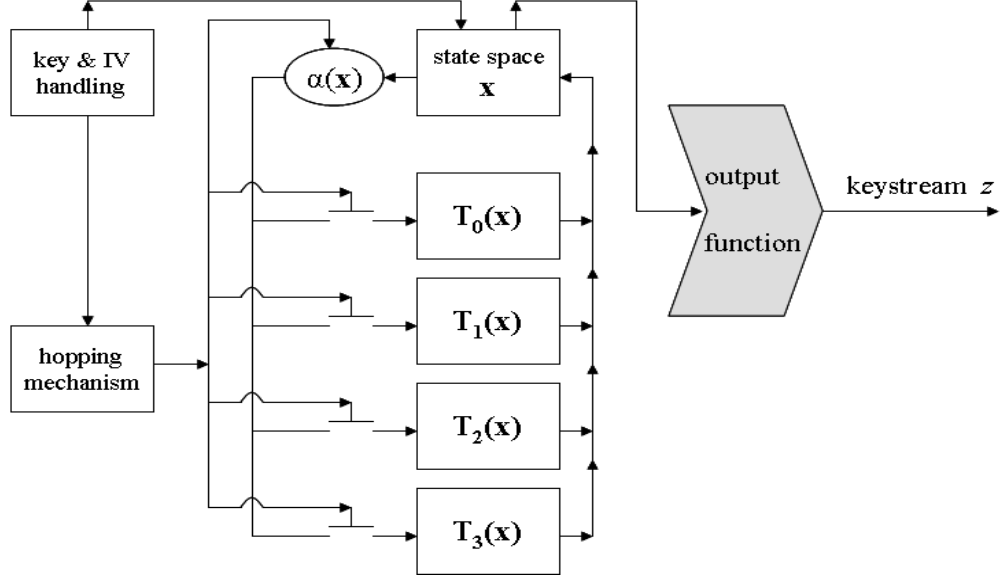 key & IV
handling
α(x)
state space
x
T₀(x)
output
function
keystream z
T₁(x)
hopping
mechanism
T₂(x)
T₃(x)